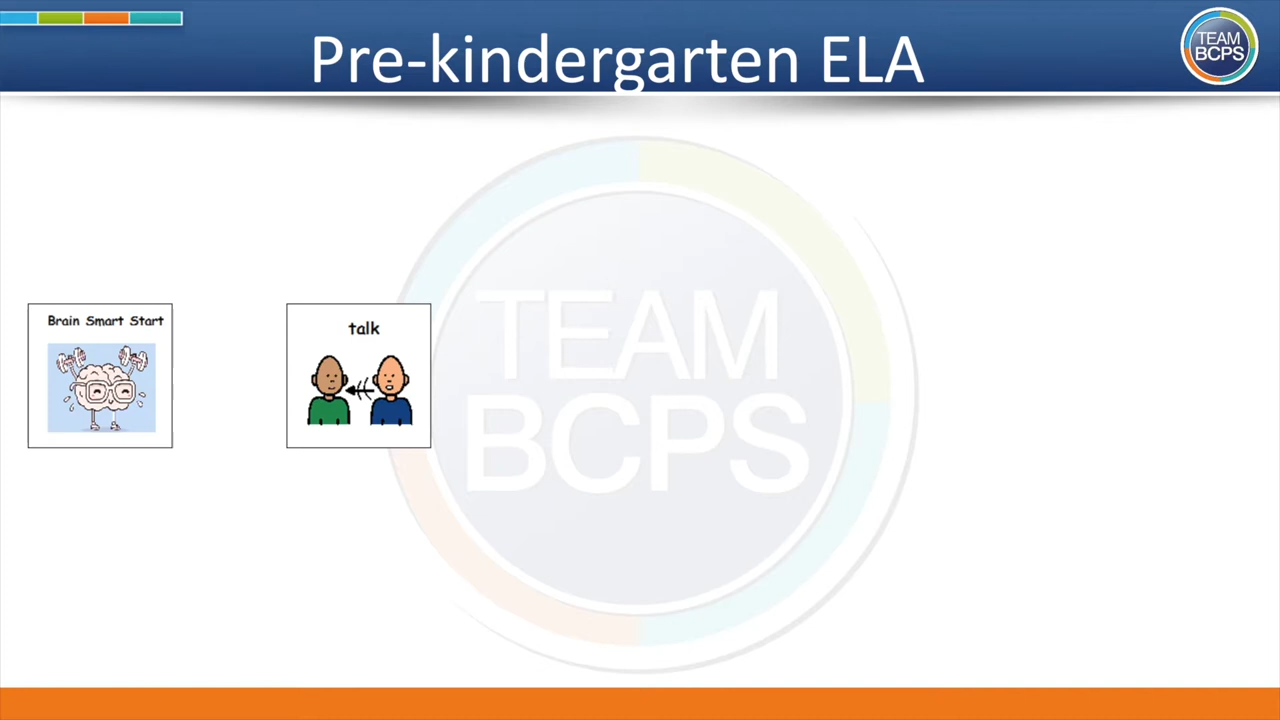 Pre-kindergarten ELA
TEAM
BCPS
Brain Smart Start
talk
TEAM
BCPS